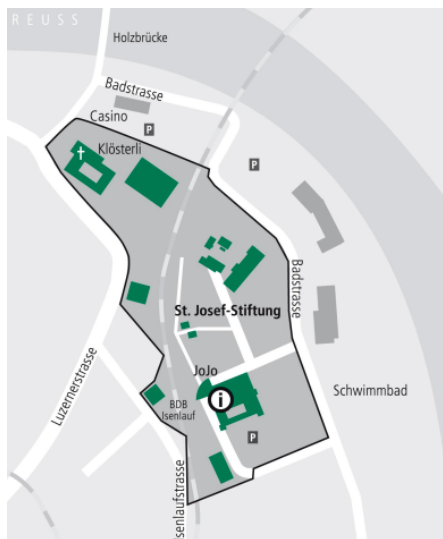 REUSS
Holzbrücke
Badstrasse
Casino
P
Klösterli
P
Badstrasse
St. Josef-Stiftung
Luzernerstrasse
JoJo
Schwimmbad
i
BDB
Isenlauf
P
senlaufstrasse